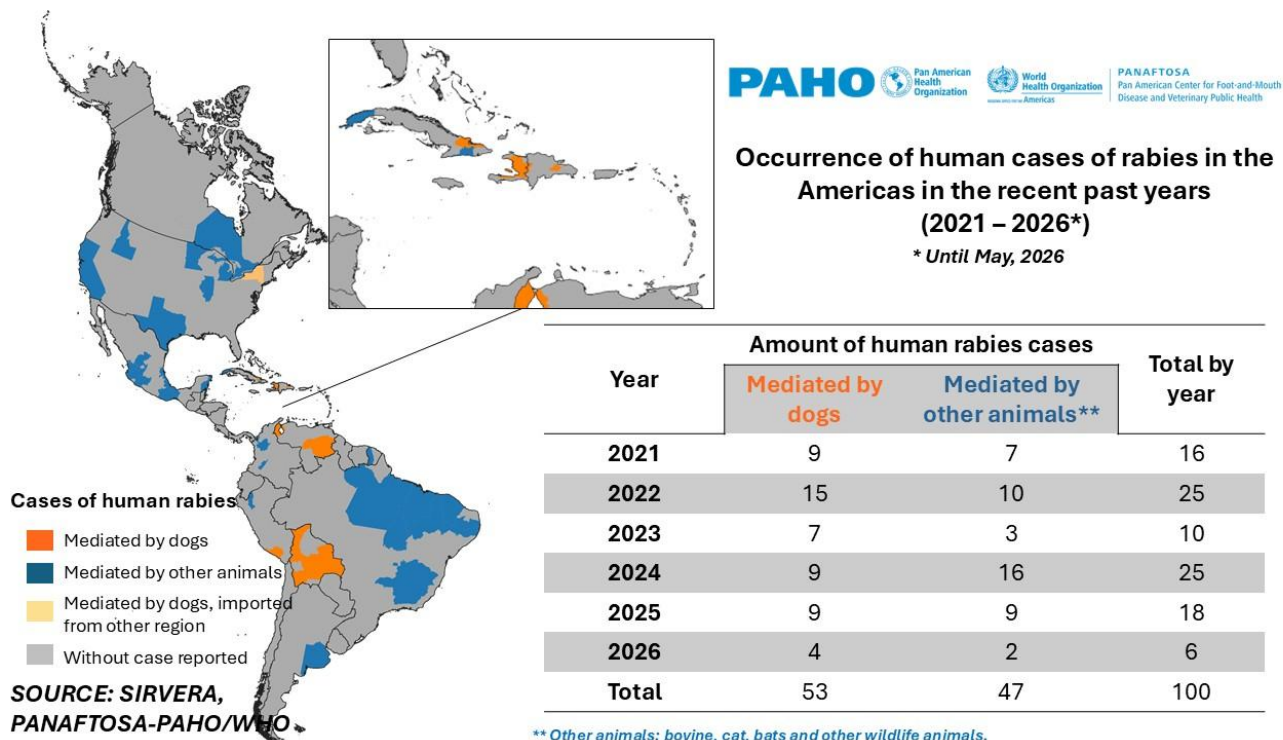 PAHO
Pan American
Health
Organization
World
Health Organization
Americas
PANAFTOSA
Pan American Center for Foot-and-Mouth
Disease and Veterinary Public Health
Occurrence of human cases of rabies in the
Americas in the recent past years
(2021 – 2026*)
* Until May, 2026
Year
Amount of human rabies cases
Total by
year
Mediated by
dogs
Mediated by
other animals**
2021 9 7 16
2022 15 10 25
2023 7 3 10
2024 9 16 25
2025 9 9 18
2026 4 2 6
Total 53 47 100
** Other animals: bovine, cat, bats and other wildlife animals.
Cases of human rabies
Mediated by dogs
Mediated by other animals
Mediated by dogs, imported
from other region
Without case reported
SOURCE: SIRVERA,
PANAFTOSA-PAHO/WHO